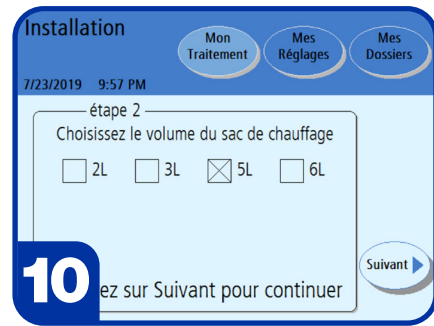 Installation
Mon Traitement
Mes Réglages
Mes Dossiers
7/23/2019 9:57 PM
étape 2
Choisissez le volume du sac de chauffage
2L 3L 5L 6L
Suivant
10
ez sur Suivant pour continuer